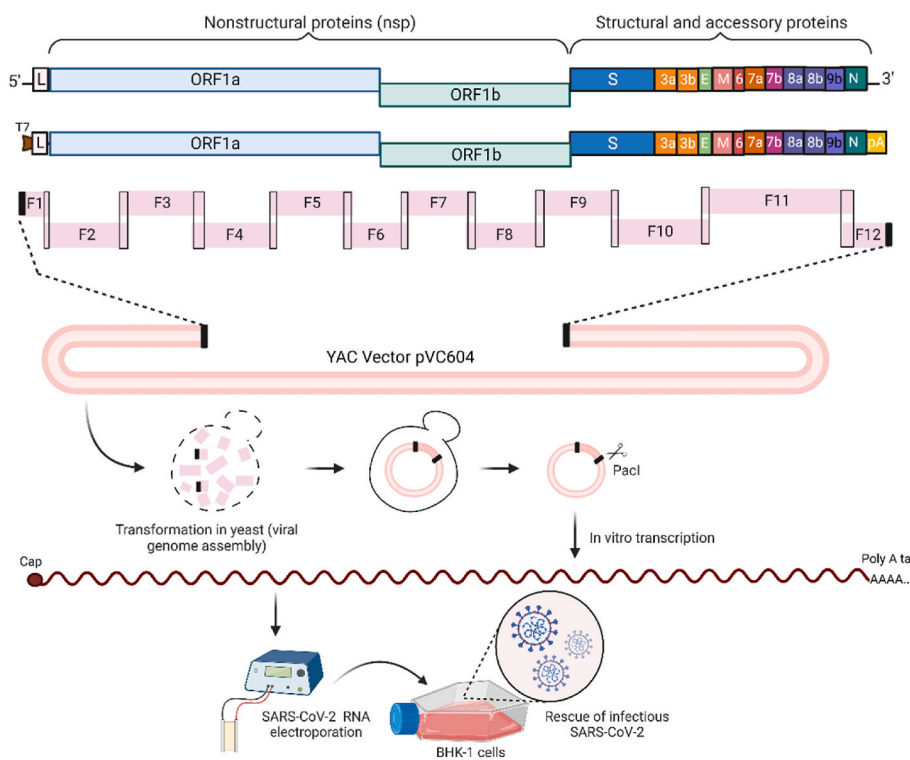 Nonstructural proteins (nsp)
Structural and accessory proteins
5' L ORF1a ORF1b S 3a 3b E M 6 7a 7b 8a 8b 9b N 3'
T7
L ORF1a ORF1b S 3a 3b E M 6 7a 7b 8a 8b 9b N pA
F1 F3 F5 F7 F9 F11
F2 F4 F6 F8 F10 F12
YAC Vector pVC604
PacI
Transformation in yeast (viral
genome assembly)
In vitro transcription
Cap
Poly A ta
AAAA..
SARS-CoV-2 RNA
electroporation
BHK-1 cells
Rescue of infectious
SARS-CoV-2